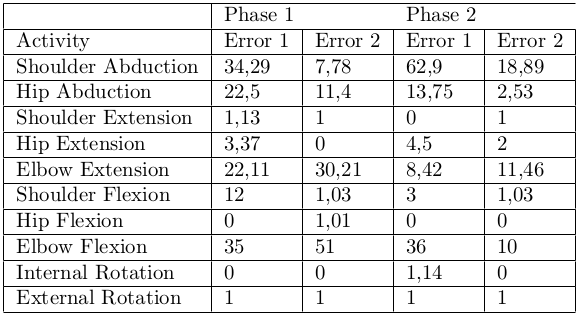 Phase 1 Phase 2
Activity Error 1 Error 2 Error 1 Error 2
Shoulder Abduction 34,29 7,78 62,9 18,89
Hip Abduction 22,5 11,4 13,75 2,53
Shoulder Extension 1,13 1 0 1
Hip Extension 3,37 0 4,5 2
Elbow Extension 22,11 30,21 8,42 11,46
Shoulder Flexion 12 1,03 3 1,03
Hip Flexion 0 1,01 0 0
Elbow Flexion 35 51 36 10
Internal Rotation 0 0 1,14 0
External Rotation 1 1 1 1